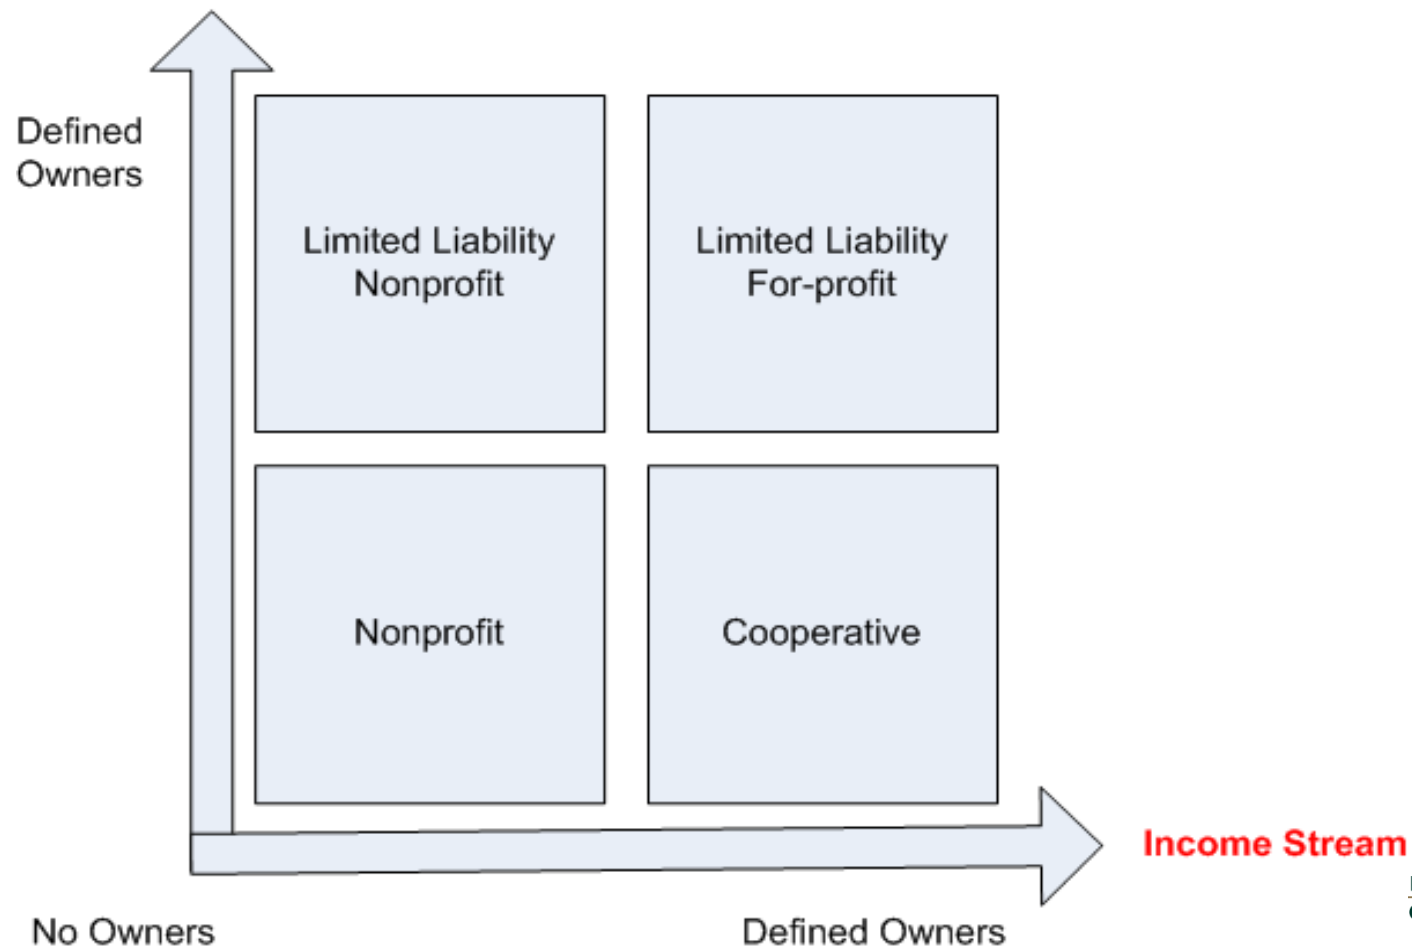 Defined
Owners
Limited Liability
Nonprofit
Limited Liability
For-profit
Nonprofit
Cooperative
Income Stream
No Owners
Defined Owners